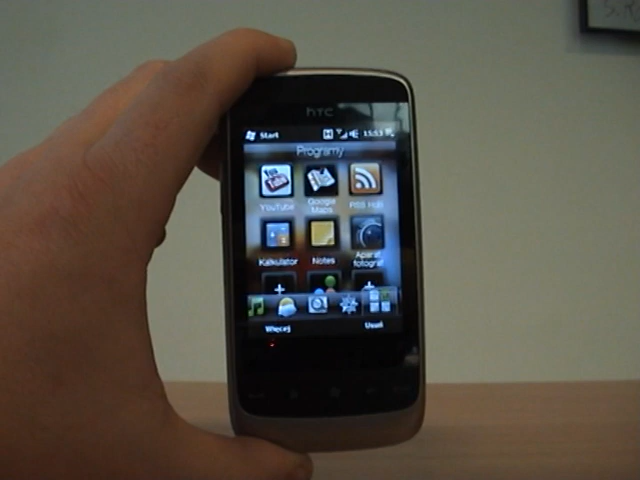 hTC
Start 15:53
Programy
YouTube Google Maps RSS Hub
Kalkulator Notes Aparat fotograf
Więcej Usuń